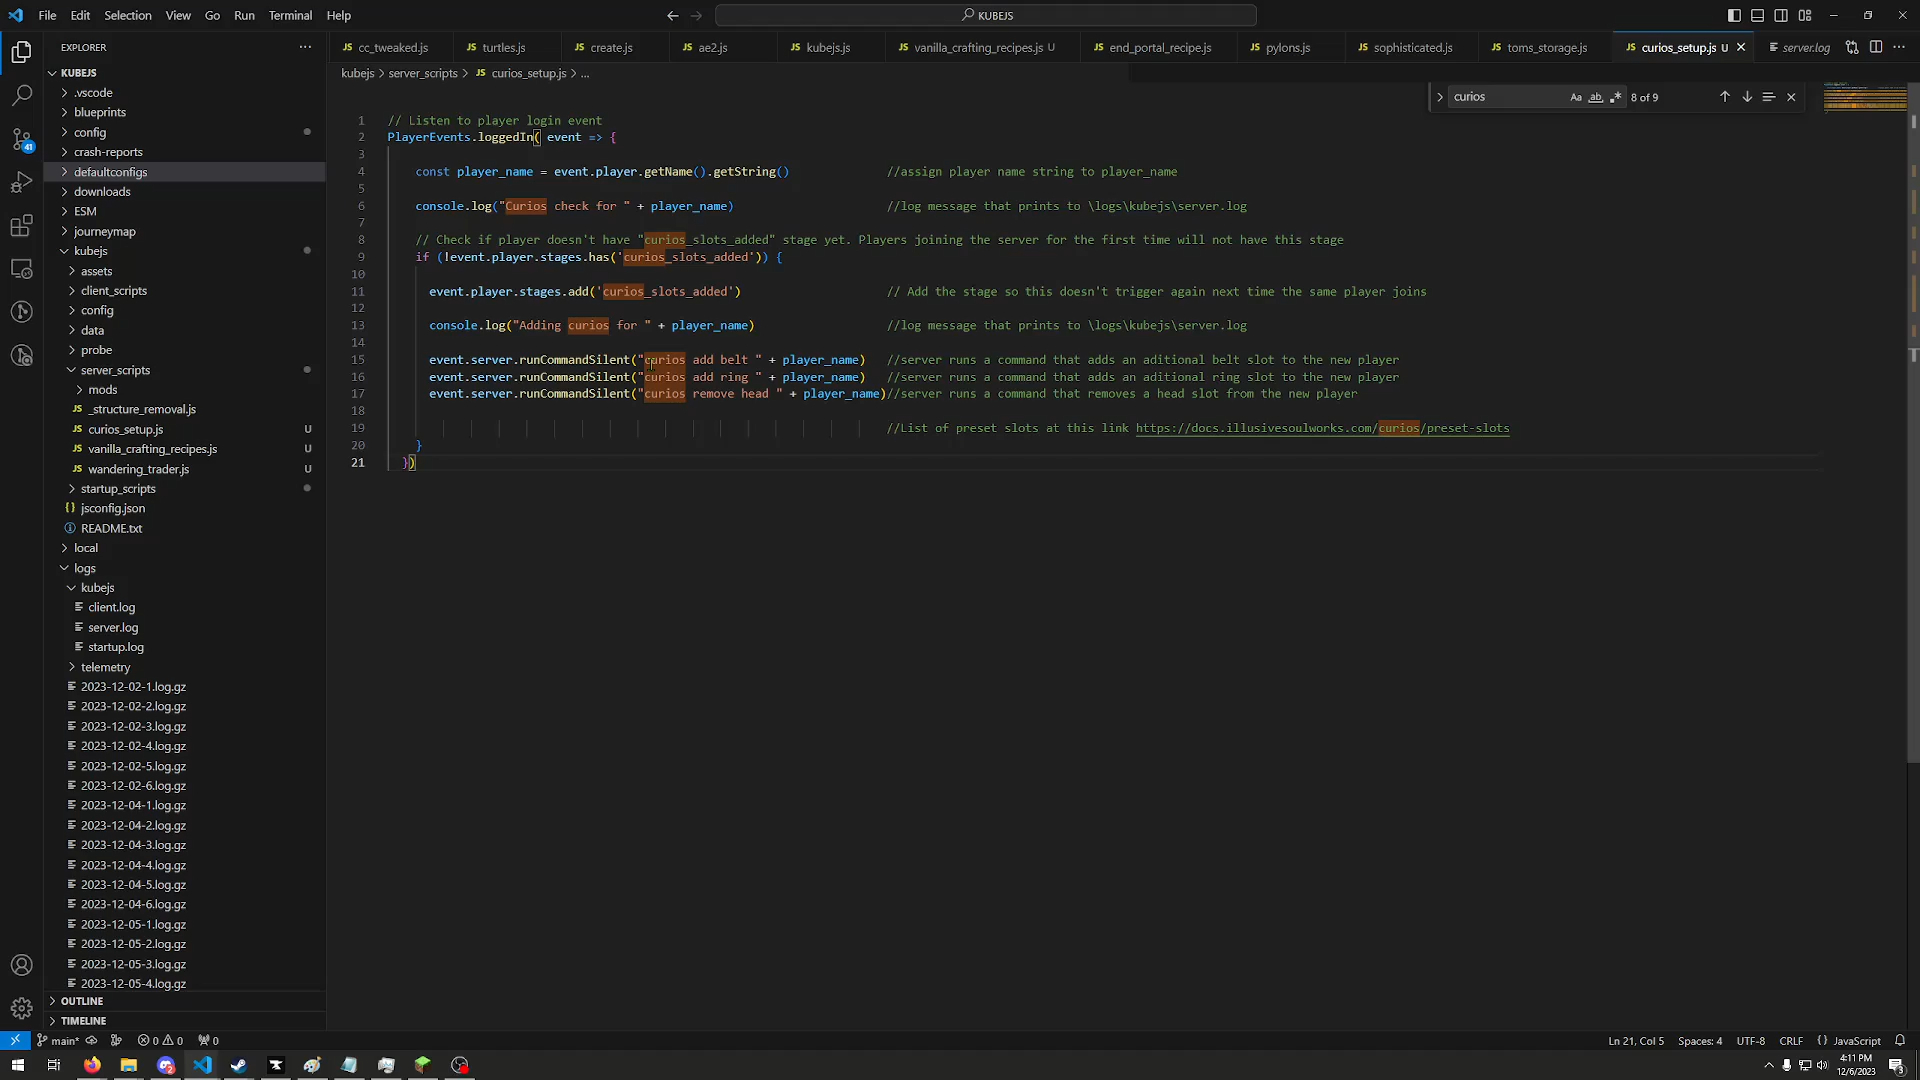 File Edit Selection View Go Run Terminal Help
KUBEJS
EXPLORER
cc_tweaked.js
turtles.js
create.js
ae2.js
kubejs.js
vanilla_crafting_recipes.js U
end_portal_recipe.js
pylons.js
sophisticated.js
toms_storage.js
curios_setup.js U
server.log
kubejs > server_scripts > JS curios_setup.js > ...
curios
Aa ab 8 of 9
KUBEJS
.vscode
blueprints
config
crash-reports
defaultconfigs
downloads
ESM
journeymap
kubejs
assets
client_scripts
config
data
probe
server_scripts
mods
JS _structure_removal.js
JS curios_setup.js U
JS vanilla_crafting_recipes.js U
JS wandering_trader.js U
startup_scripts
{} jsconfig.json
README.txt
local
logs
kubejs
client.log
server.log
startup.log
telemetry
2023-12-02-1.log.gz
2023-12-02-2.log.gz
2023-12-02-3.log.gz
2023-12-02-4.log.gz
2023-12-02-5.log.gz
2023-12-02-6.log.gz
2023-12-04-1.log.gz
2023-12-04-2.log.gz
2023-12-04-3.log.gz
2023-12-04-4.log.gz
2023-12-04-5.log.gz
2023-12-04-6.log.gz
2023-12-05-1.log.gz
2023-12-05-2.log.gz
2023-12-05-3.log.gz
2023-12-05-4.log.gz
OUTLINE
TIMELINE
1 // Listen to player login event
2 PlayerEvents.loggedIn( event => {
3
4 const player_name = event.player.getName().getString() //assign player name string to player_name
5
6 console.log("Curios check for " + player_name) //log message that prints to \logs\kubejs\server.log
7
8 // Check if player doesn't have "curios_slots_added" stage yet. Players joining the server for the first time will not have this stage
9 if (!event.player.stages.has('curios_slots_added')) {
10
11 event.player.stages.add('curios_slots_added') // Add the stage so this doesn't trigger again next time the same player joins
12
13 console.log("Adding curios for " + player_name) //log message that prints to \logs\kubejs\server.log
14
15 event.server.runCommandSilent("curios add belt " + player_name) //server runs a command that adds an aditional belt slot to the new player
16 event.server.runCommandSilent("curios add ring " + player_name) //server runs a command that adds an aditional ring slot to the new player
17 event.server.runCommandSilent("curios remove head " + player_name)//server runs a command that removes a head slot from the new player
18
19 //List of preset slots at this link https://docs.illusivesoulworks.com/curios/preset-slots
20 }
21 })
41
main* 0 0 0
Ln 21, Col 5 Spaces: 4 UTF-8 CRLF {} JavaScript
4:11 PM
12/6/2023
3